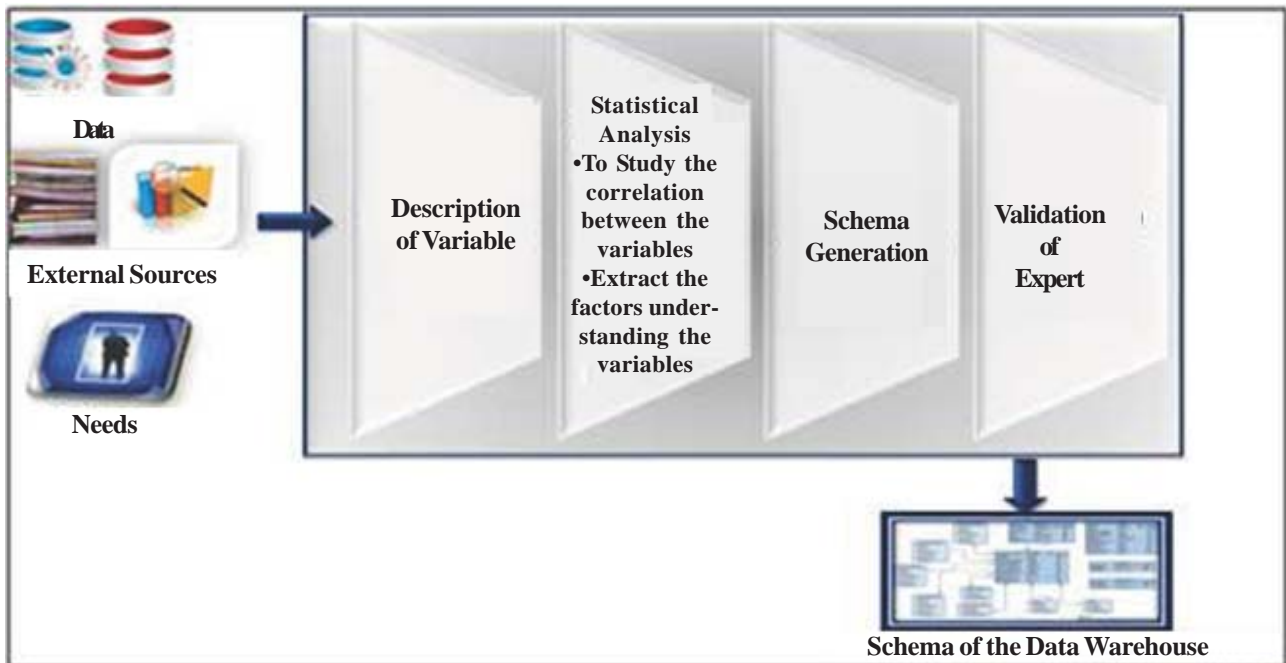 Data
External Sources
Needs
Description
of Variable
Statistical
Analysis
•To Study the
correlation
between the
variables
•Extract the
factors under-
standing the
variables
Schema
Generation
Validation
of
Expert
Schema of the Data Warehouse